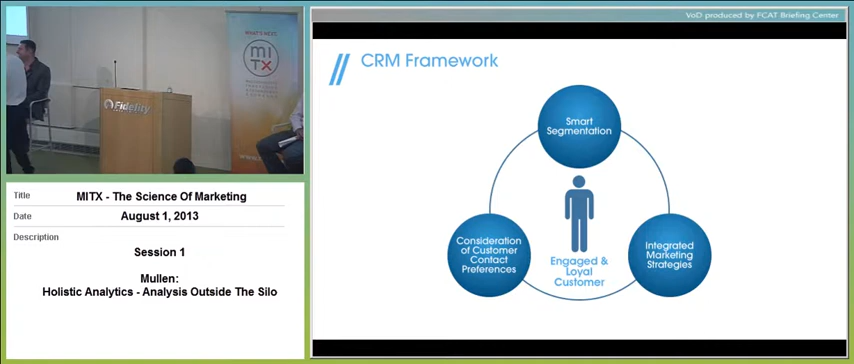 VoD produced by FCAT Briefing Center
WHAT'S NEXT
MITX
Fidelity
Title MITX - The Science Of Marketing
Date August 1, 2013
Description
Session 1
Mullen:
Holistic Analytics - Analysis Outside The Silo
// CRM Framework
Smart
Segmentation
Consideration
of Customer
Contact
Preferences
Engaged &
Loyal
Customer
Integrated
Marketing
Strategies